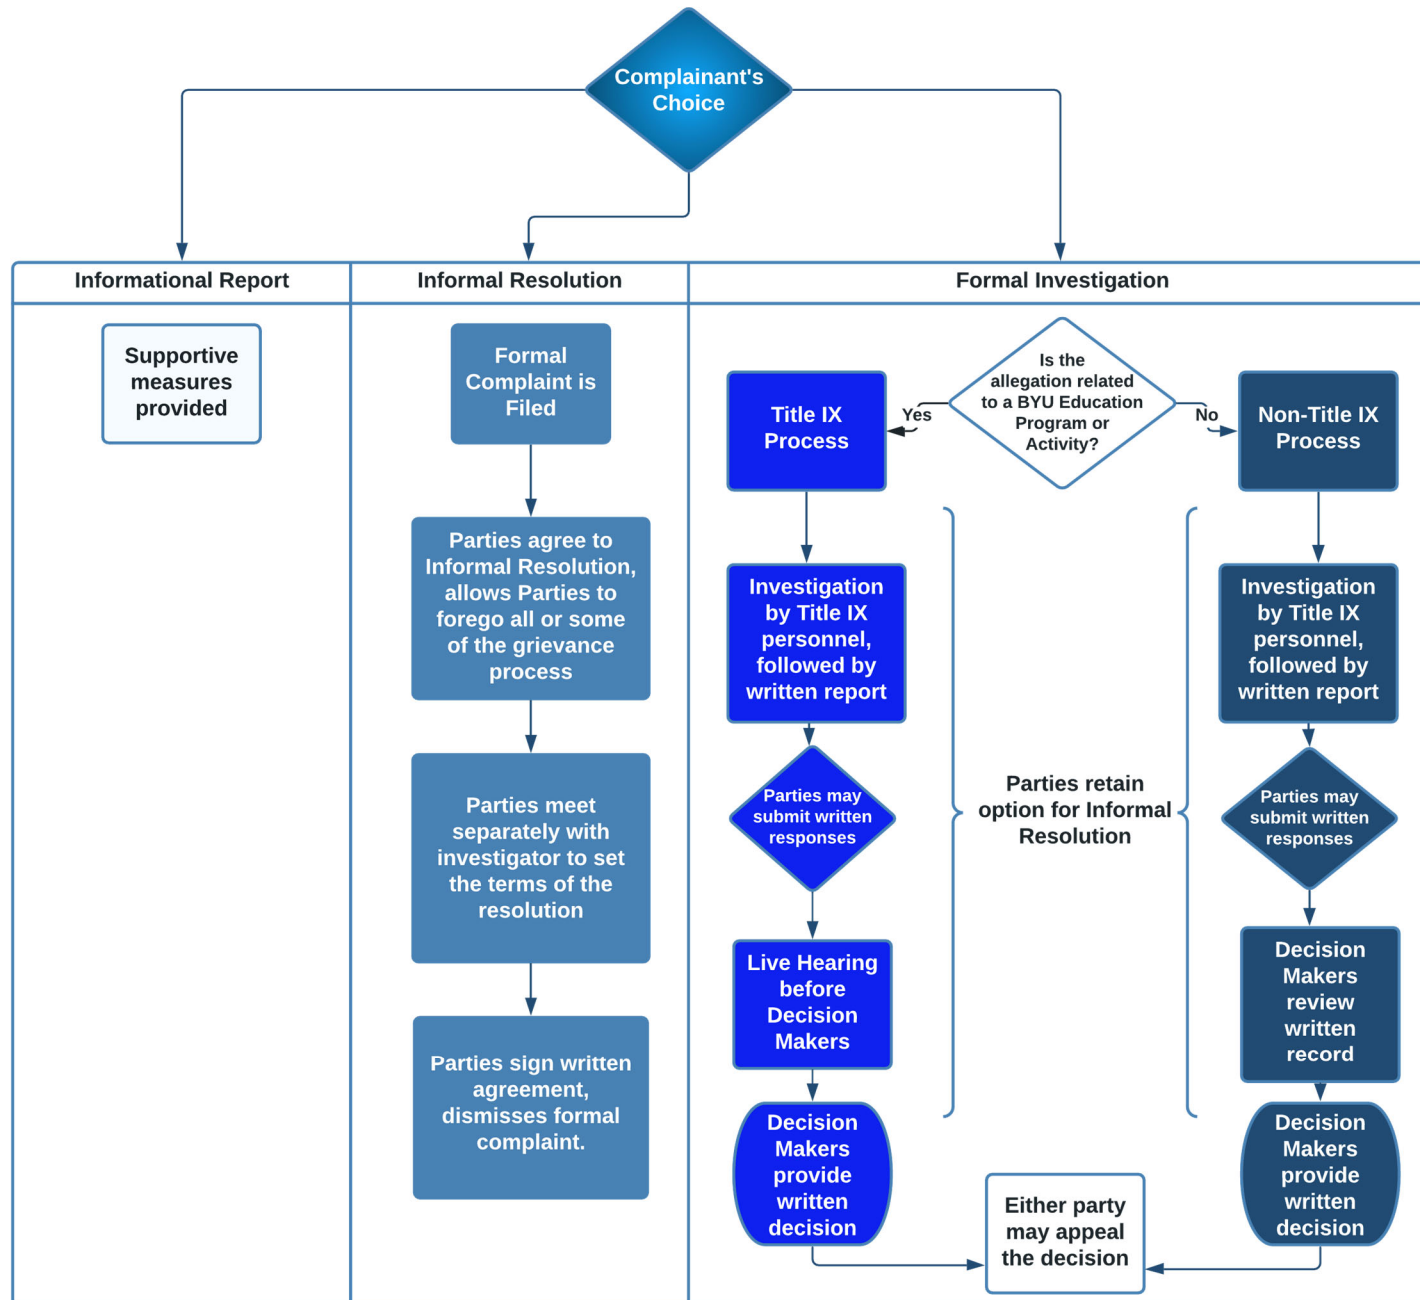 Complainant's
Choice
Informational Report
Informal Resolution
Formal Investigation
Supportive
measures
provided
Formal
Complaint is
Filed
Parties agree to
Informal Resolution,
allows Parties to
forego all or some
of the grievance
process
Parties meet
separately with
investigator to set
the terms of the
resolution
Parties sign written
agreement,
dismisses formal
complaint.
Is the
allegation related
to a BYU Education
Program or
Activity?
Yes
No
Title IX
Process
Investigation
by Title IX
personnel,
followed by
written report
Parties may
submit written
responses
Live Hearing
before
Decision
Makers
Decision
Makers
provide
written
decision
Parties retain
option for Informal
Resolution
Non-Title IX
Process
Investigation
by Title IX
personnel,
followed by
written report
Parties may
submit written
responses
Decision
Makers
review
written
record
Decision
Makers
provide
written
decision
Either party
may appeal
the decision